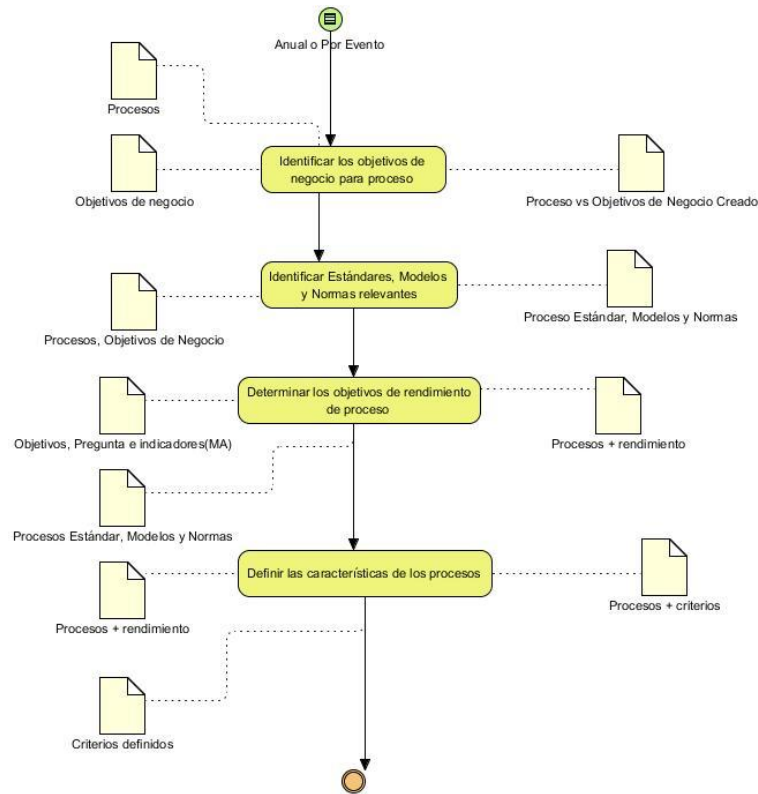 Anual o Por Evento
Procesos
Identificar los objetivos de
negocio para proceso
Objetivos de negocio
Proceso vs Objetivos de Negocio Creado
Identificar Estándares, Modelos
y Normas relevantes
Procesos, Objetivos de Negocio
Proceso Estándar, Modelos y Normas
Determinar los objetivos de rendimiento
de proceso
Objetivos, Pregunta e indicadores(MA)
Procesos + rendimiento
Procesos Estándar, Modelos y Normas
Definir las características de los procesos
Procesos + rendimiento
Procesos + criterios
Criterios definidos